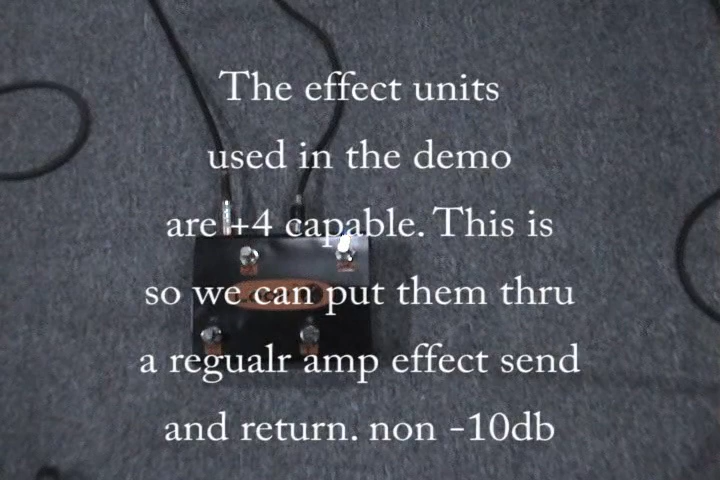 The effect units
used in the demo
are +4 capable. This is
so we can put them thru
a regualr amp effect send
and return. non -10db